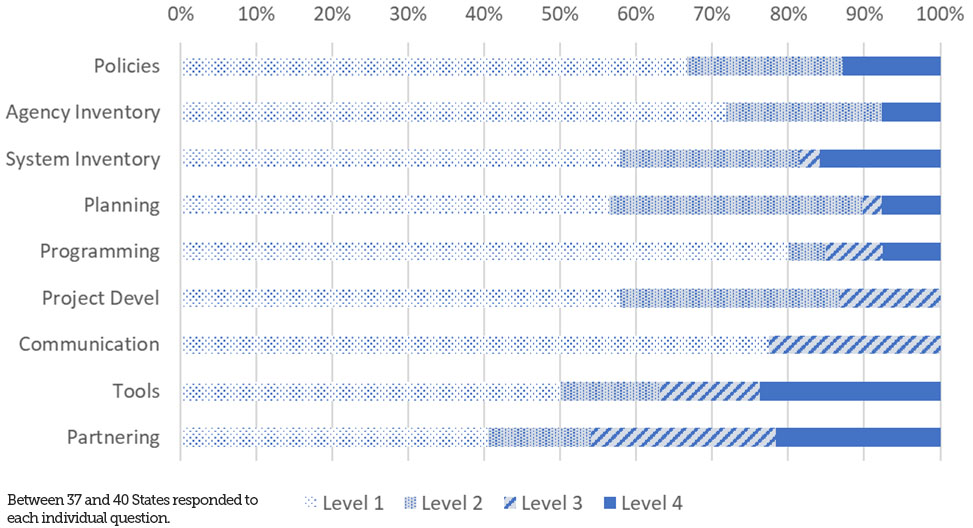 0% 10% 20% 30% 40% 50% 60% 70% 80% 90% 100%
Policies
Agency Inventory
System Inventory
Planning
Programming
Project Devel
Communication
Tools
Partnering
Between 37 and 40 States responded to
each individual question.
Level 1 Level 2 Level 3 Level 4